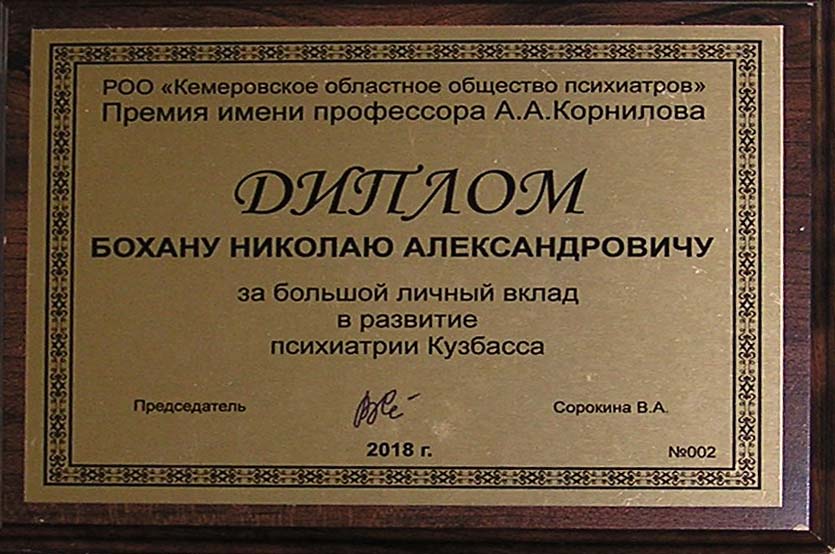 РОО «Кемеровское областное общество психиатров»
Премия имени профессора А.А.Корнилова
ДИПЛОМ
БОХАНУ НИКОЛАЮ АЛЕКСАНДРОВИЧУ
за большой личный вклад
в развитие
психиатрии Кузбасса
Председатель Сорокина В.А.
2018 г. №002